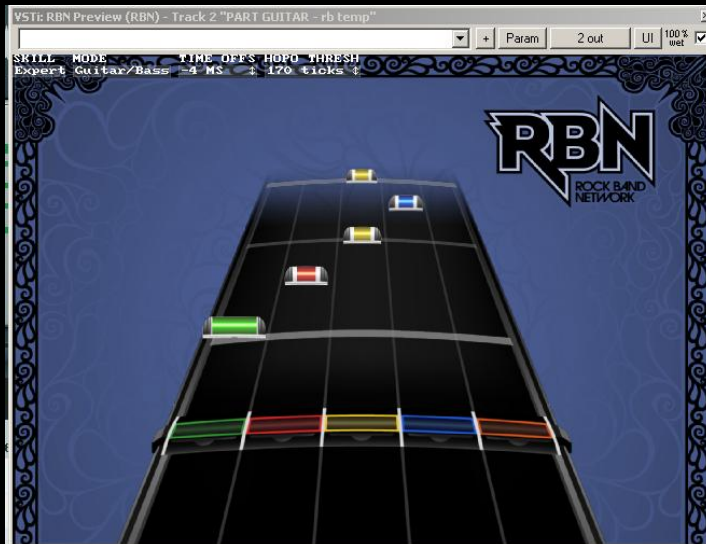 VSTi: RBN Preview (RBN) - Track 2 "PART GUITAR - rb temp"
+ Param 2 out UI 100% wet
SKILL MODE TIME OFFS HOPO THRESH
Expert Guitar/Bass -4 MS ↕ 170 ticks ↕
RBN
ROCK BAND
NETWORK